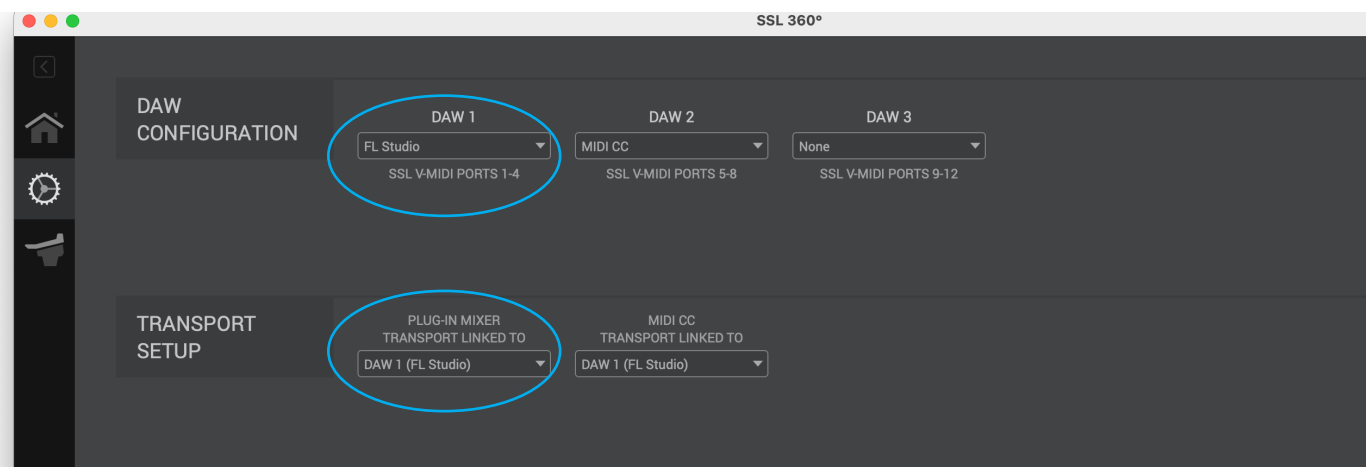 SSL 360°
DAW
CONFIGURATION
DAW 1
DAW 2
DAW 3
FL Studio
MIDI CC
None
SSL V-MIDI PORTS 1-4
SSL V-MIDI PORTS 5-8
SSL V-MIDI PORTS 9-12
TRANSPORT
SETUP
PLUG-IN MIXER
TRANSPORT LINKED TO
MIDI CC
TRANSPORT LINKED TO
DAW 1 (FL Studio)
DAW 1 (FL Studio)